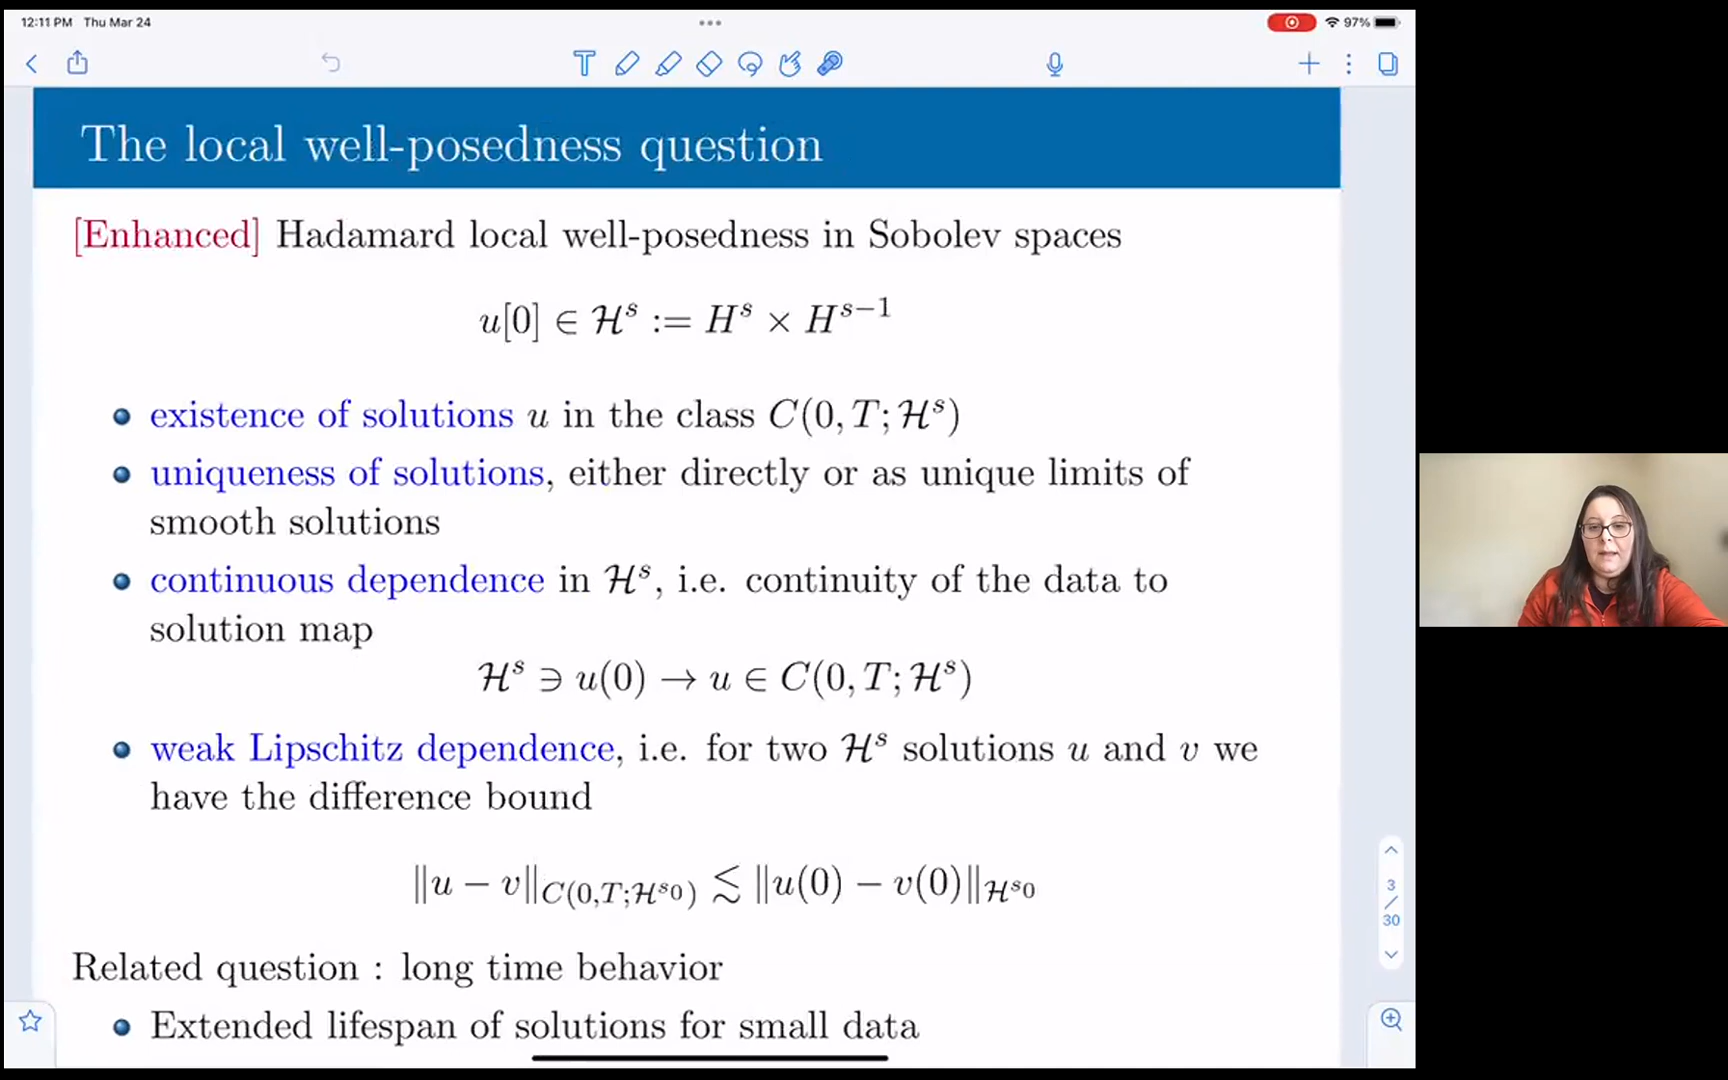 12:11 PM Thu Mar 24
97%
The local well-posedness question
[Enhanced] Hadamard local well-posedness in Sobolev spaces
u[0] ∈ ℋ^s := H^s × H^{s−1}
existence of solutions u in the class C(0, T; ℋ^s)
uniqueness of solutions, either directly or as unique limits of
smooth solutions
continuous dependence in ℋ^s, i.e. continuity of the data to
solution map
ℋ^s ∋ u(0) → u ∈ C(0, T; ℋ^s)
weak Lipschitz dependence, i.e. for two ℋ^s solutions u and v we
have the difference bound
‖u − v‖_{C(0,T;ℋ^{s_0})} ≲ ‖u(0) − v(0)‖_{ℋ^{s_0}}
3
/
30
Related question : long time behavior
Extended lifespan of solutions for small data